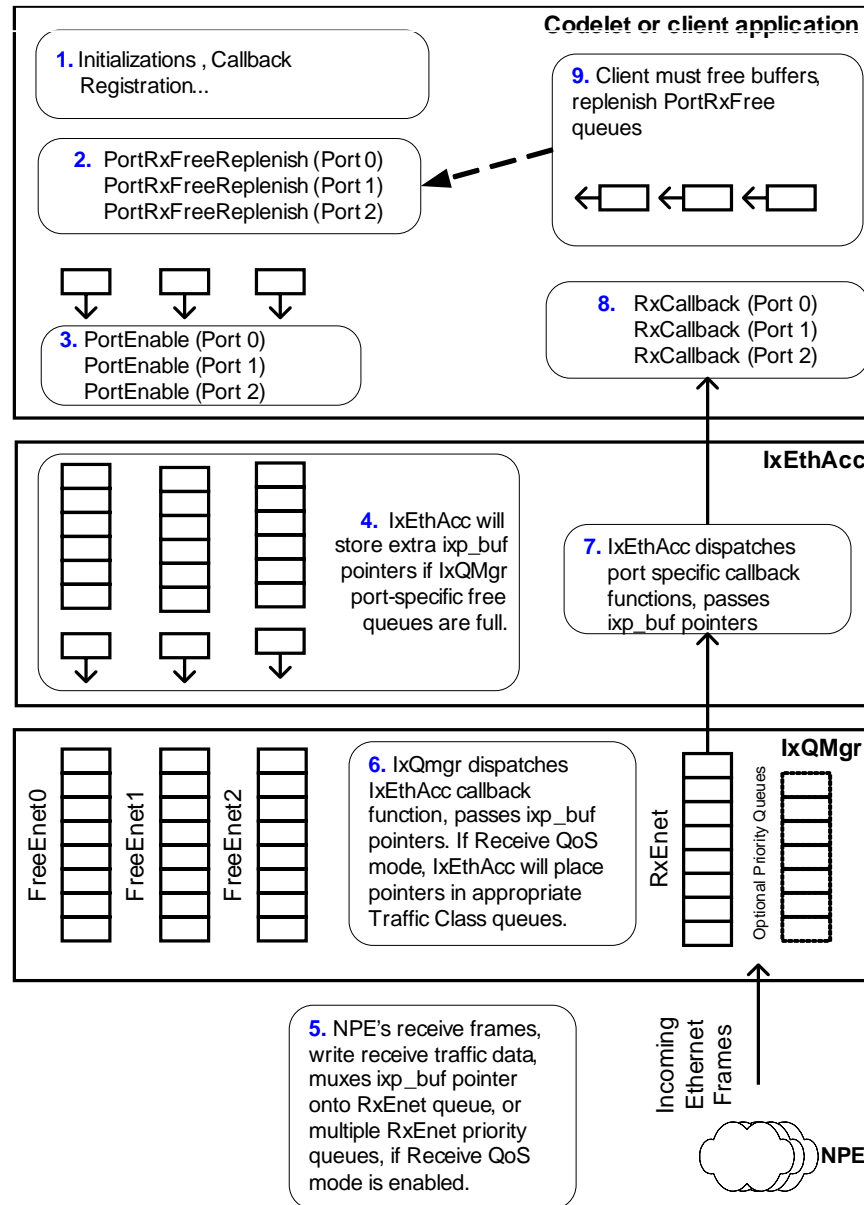 Codelet or client application
1. Initializations , Callback
Registration...
9. Client must free buffers,
replenish PortRxFree
queues
2. PortRxFreeReplenish (Port 0)
PortRxFreeReplenish (Port 1)
PortRxFreeReplenish (Port 2)
3. PortEnable (Port 0)
PortEnable (Port 1)
PortEnable (Port 2)
8. RxCallback (Port 0)
RxCallback (Port 1)
RxCallback (Port 2)
IxEthAcc
4. IxEthAcc will
store extra ixp_buf
pointers if IxQMgr
port-specific free
queues are full.
7. IxEthAcc dispatches
port specific callback
functions, passes
ixp_buf pointers
IxQMgr
FreeEnet0
FreeEnet1
FreeEnet2
6. IxQmgr dispatches
IxEthAcc callback
function, passes ixp_buf
pointers. If Receive QoS
mode, IxEthAcc will place
pointers in appropriate
Traffic Class queues.
RxEnet
Optional Priority Queues
5. NPE's receive frames,
write receive traffic data,
muxes ixp_buf pointer
onto RxEnet queue, or
multiple RxEnet priority
queues, if Receive QoS
mode is enabled.
Incoming
Ethernet
Frames
NPE